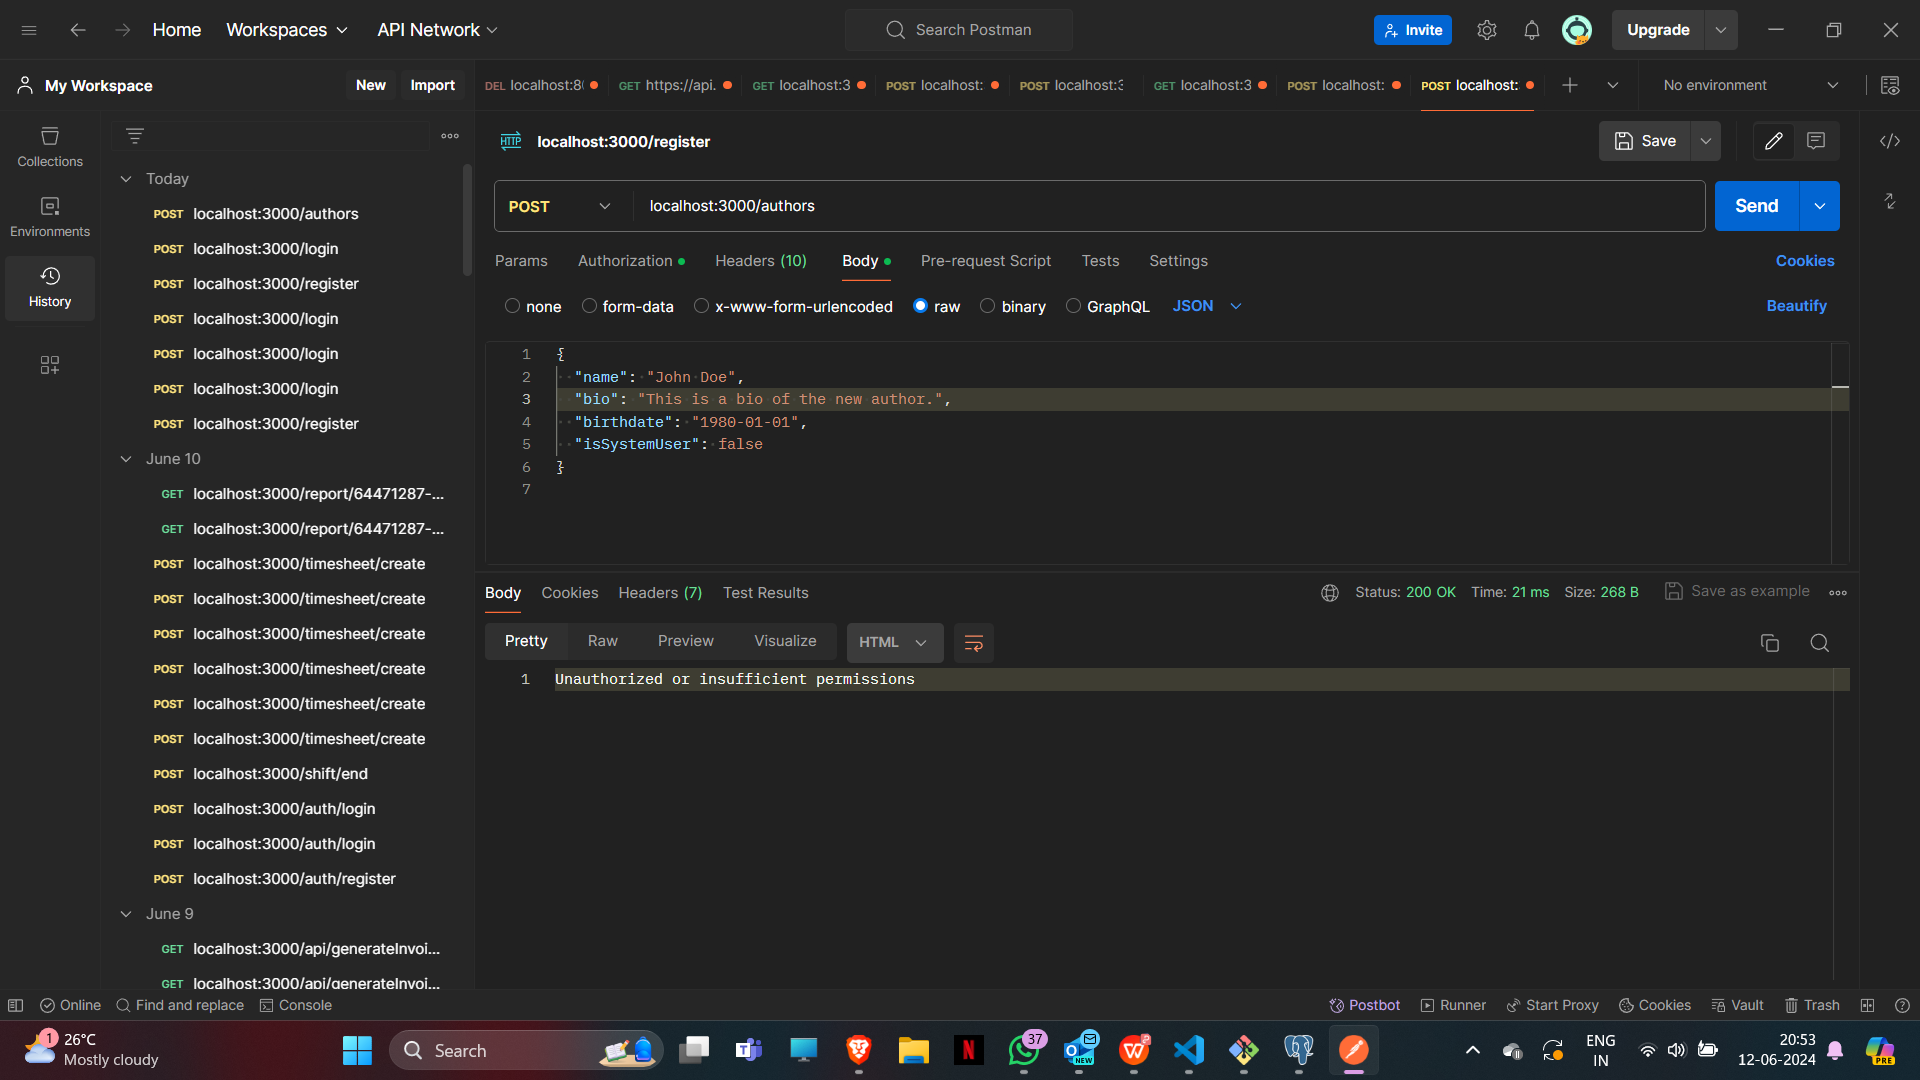 Home
Workspaces
API Network
Search Postman
Invite
Upgrade
My Workspace
New
Import
DEL localhost:8
GET https://api.
GET localhost:3
POST localhost:
POST localhost:3
GET localhost:3
POST localhost:
POST localhost:
No environment
Collections
Environments
History
Today
POST localhost:3000/authors
POST localhost:3000/login
POST localhost:3000/register
POST localhost:3000/login
POST localhost:3000/login
POST localhost:3000/login
POST localhost:3000/register
June 10
GET localhost:3000/report/64471287-...
GET localhost:3000/report/64471287-...
POST localhost:3000/timesheet/create
POST localhost:3000/timesheet/create
POST localhost:3000/timesheet/create
POST localhost:3000/timesheet/create
POST localhost:3000/timesheet/create
POST localhost:3000/timesheet/create
POST localhost:3000/shift/end
POST localhost:3000/auth/login
POST localhost:3000/auth/login
POST localhost:3000/auth/register
June 9
GET localhost:3000/api/generateInvoi...
GET localhost:3000/api/generateInvoi...
HTTP localhost:3000/register
Save
POST localhost:3000/authors
Send
Params Authorization Headers (10) Body Pre-request Script Tests Settings Cookies
none form-data x-www-form-urlencoded raw binary GraphQL JSON Beautify
1 {
2 "name": "John Doe",
3 "bio": "This is a bio of the new author.",
4 "birthdate": "1980-01-01",
5 "isSystemUser": false
6 }
7
Body Cookies Headers (7) Test Results Status: 200 OK Time: 21 ms Size: 268 B Save as example
Pretty Raw Preview Visualize HTML
1 Unauthorized or insufficient permissions
Online Find and replace Console Postbot Runner Start Proxy Cookies Vault Trash
1
26°C
Mostly cloudy
Search
37
NEW
ENG
IN
20:53
12-06-2024
PRE